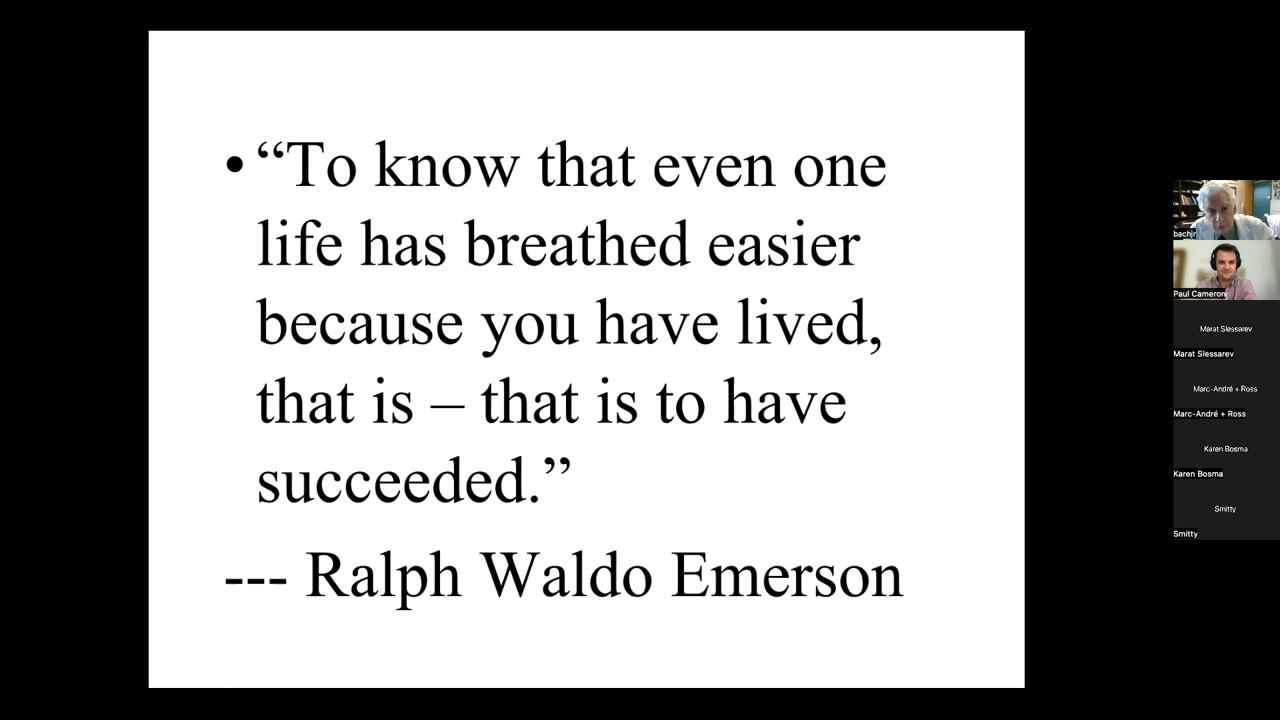 • “To know that even one
life has breathed easier
because you have lived,
that is – that is to have
succeeded.”
--- Ralph Waldo Emerson
bachjr
Paul Cameron
Marat Slessarev
Marat Slessarev
Marc-André + Ross
Marc-André + Ross
Karen Bosma
Karen Bosma
Smitty
Smitty